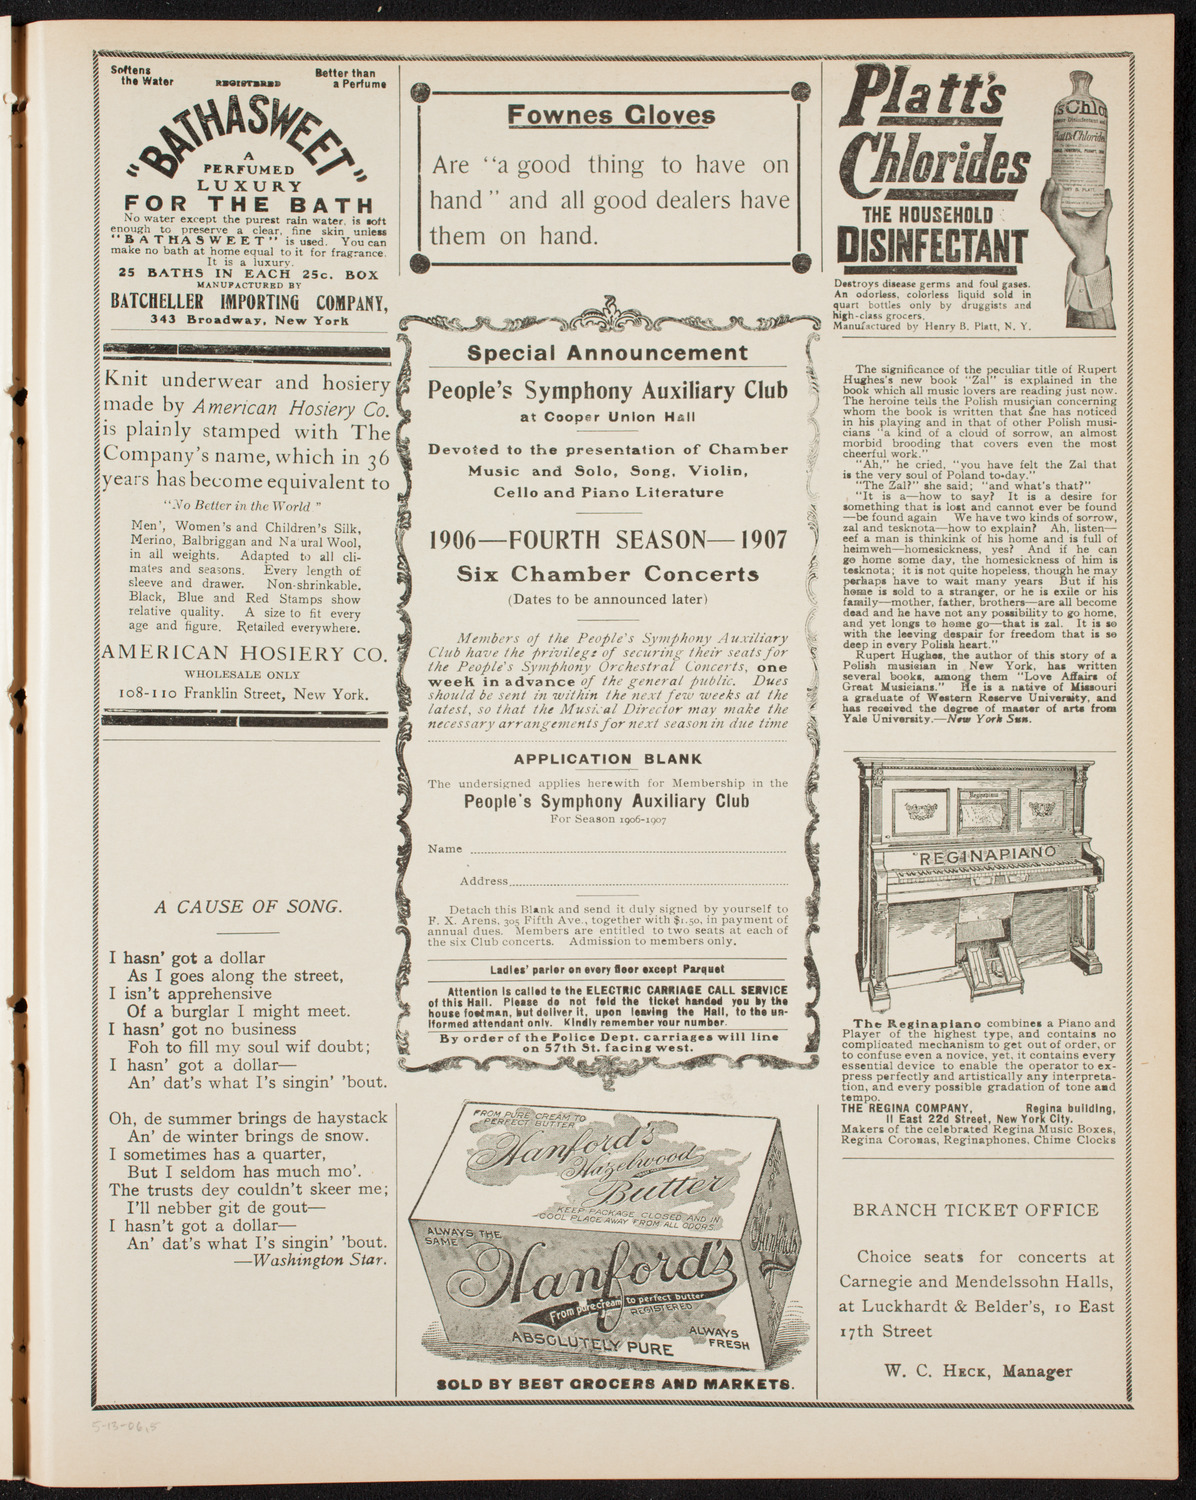 Softens
the Water
REGISTERED
Better than
a Perfume
"BATHASWEET"
A
PERFUMED
LUXURY
FOR THE BATH
No water except the purest rain water, is soft
enough to preserve a clear, fine skin unless
"BATHASWEET" is used. You can
make no bath at home equal to it for fragrance.
It is a luxury.
25 BATHS IN EACH 25c. BOX
MANUFACTURED BY
BATCHELLER IMPORTING COMPANY,
343 Broadway, New York
Knit underwear and hosiery
made by American Hosiery Co.
is plainly stamped with The
Company's name, which in 36
years has become equivalent to
"No Better in the World"
Men', Women's and Children's Silk,
Merino, Balbriggan and Na ural Wool,
in all weights. Adapted to all cli-
mates and seasons. Every length of
sleeve and drawer. Non-shrinkable.
Black, Blue and Red Stamps show
relative quality. A size to fit every
age and figure. Retailed everywhere.
AMERICAN HOSIERY CO.
WHOLESALE ONLY
108-110 Franklin Street, New York.
A CAUSE OF SONG.
I hasn' got a dollar
As I goes along the street,
I isn't apprehensive
Of a burglar I might meet.
I hasn' got no business
Foh to fill my soul wif doubt;
I hasn' got a dollar—
An' dat's what I's singin' 'bout.
Oh, de summer brings de haystack
An' de winter brings de snow.
I sometimes has a quarter,
But I seldom has much mo'.
The trusts dey couldn't skeer me;
I'll nebber git de gout—
I hasn't got a dollar—
An' dat's what I's singin' 'bout.
—Washington Star.
Fownes Gloves
Are "a good thing to have on
hand" and all good dealers have
them on hand.
Special Announcement
People's Symphony Auxiliary Club
at Cooper Union Hall
Devoted to the presentation of Chamber
Music and Solo, Song, Violin,
Cello and Piano Literature
1906—FOURTH SEASON—1907
Six Chamber Concerts
(Dates to be announced later)
Members of the People's Symphony Auxiliary
Club have the privilege of securing their seats for
the People's Symphony Orchestral Concerts, one
week in advance of the general public. Dues
should be sent in within the next few weeks at the
latest, so that the Musical Director may make the
necessary arrangements for next season in due time
APPLICATION BLANK
The undersigned applies herewith for Membership in the
People's Symphony Auxiliary Club
For Season 1906-1907
Name
Address
Detach this Blank and send it duly signed by yourself to
F. X. Arens, 305 Fifth Ave., together with $1.50, in payment of
annual dues. Members are entitled to two seats at each of
the six Club concerts. Admission to members only.
Ladies' parlor on every floor except Parquet
Attention is called to the ELECTRIC CARRIAGE CALL SERVICE
of this Hall. Please do not fold the ticket handed you by the
house footman, but deliver it, upon leaving the Hall, to the un-
iformed attendant only. Kindly remember your number.
By order of the Police Dept. carriages will line
on 57th St. facing west.
FROM PURE CREAM TO
PERFECT BUTTER
Hanford's
Hazelwood
Butter
KEEP PACKAGE CLOSED AND IN
COOL PLACE AWAY FROM ALL ODORS
ALWAYS THE
SAME
Hanford's
From pure cream to perfect butter
REGISTERED
ABSOLUTELY PURE
ALWAYS
FRESH
Hanford's
SOLD BY BEST GROCERS AND MARKETS.
Platt's
Chlorides
THE HOUSEHOLD
DISINFECTANT
s Chlo
Platt's Chlorides
Destroys disease germs and foul gases.
An odorless, colorless liquid sold in
quart bottles only by druggists and
high-class grocers.
Manufactured by Henry B. Platt, N. Y.
The significance of the peculiar title of Rupert
Hughes's new book "Zal" is explained in the
book which all music lovers are reading just now.
The heroine tells the Polish musician concerning
whom the book is written that she has noticed
in his playing and in that of other Polish musi-
cians "a kind of a cloud of sorrow, an almost
morbid brooding that covers even the most
cheerful work."
"Ah," he cried, "you have felt the Zal that
is the very soul of Poland to-day."
"The Zal?" she said; "and what's that?"
"It is a—how to say? It is a desire for
something that is lost and cannot ever be found
—be found again We have two kinds of sorrow,
zal and tesknota—how to explain? Ah, listen—
eef a man is thinkink of his home and is full of
heimweh—homesickness, yes? And if he can
go home some day, the homesickness of him is
tesknota; it is not quite hopeless, though he may
perhaps have to wait many years But if his
home is sold to a stranger, or he is exile or his
family—mother, father, brothers—are all become
dead and he have not any possibility to go home,
and yet longs to home go—that is zal. It is so
with the leeving despair for freedom that is so
deep in every Polish heart."
Rupert Hughes, the author of this story of a
Polish musician in New York, has written
several books, among them "Love Affairs of
Great Musicians." He is a native of Missouri
a graduate of Western Reserve University, and
has received the degree of master of arts from
Yale University.—New York Sun.
Reginapiano
REGINAPIANO
The Reginapiano combines a Piano and
Player of the highest type, and contains no
complicated mechanism to get out of order, or
to confuse even a novice, yet, it contains every
essential device to enable the operator to ex-
press perfectly and artistically any interpreta-
tion, and every possible gradation of tone and
tempo.
THE REGINA COMPANY, Regina building,
11 East 22d Street, New York City.
Makers of the celebrated Regina Music Boxes,
Regina Coronas, Reginaphones, Chime Clocks
BRANCH TICKET OFFICE
Choice seats for concerts at
Carnegie and Mendelssohn Halls,
at Luckhardt & Belder's, 10 East
17th Street
W. C. HECK, Manager
5-13-06,5